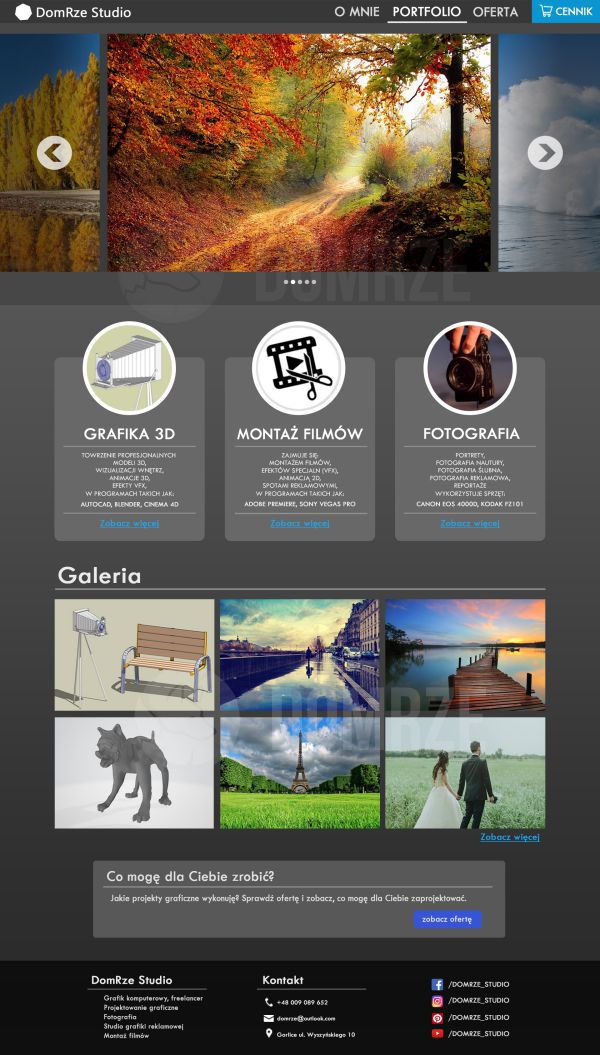 DomRze Studio
O MNIE
PORTFOLIO
OFERTA
CENNIK
DOMRZE
GRAFIKA 3D
TOWRZENIE PROFESJONALNYCH
MODELI 3D,
WIZUALIZACJI WNĘTRZ,
ANIMACJE 3D,
EFEKTY VFX,
W PROGRAMACH TAKICH JAK:
AUTOCAD, BLENDER, CINEMA 4D
Zobacz więcej
MONTAŻ FILMÓW
ZAJMUJE SIĘ:
MONTAŻEM FILMÓW,
EFEKTÓW SPECJALN (VFX),
ANIMACJĄ 2D,
SPOTAMI REKLAMOWYMI,
W PROGRAMACH TAKICH JAK:
ADOBE PREMIERE, SONY VEGAS PRO
Zobacz więcej
FOTOGRAFIA
PORTRETY,
FOTOGRAFIA NAUTURY,
FOTOGRAFIA ŚLUBNA,
FOTOGRAFIA REKLAMOWA,
REPORTAŻE
WYKORZYSTUJE SPRZĘT:
CANON EOS 4000D, KODAK FZ101
Zobacz więcej
Galeria
DOMRZE
Zobacz więcej
Co mogę dla Ciebie zrobić?
Jakie projekty graficzne wykonuję? Sprawdź ofertę i zobacz, co mogę dla Ciebie zaprojektować.
zobacz ofertę
DomRze Studio
Grafik komputerowy, freelancer
Projektowanie graficzne
Fotografia
Studio grafiki reklamowej
Montaż filmów
Kontakt
+48 009 089 652
domrze@outlook.com
Gorlice ul. Wyszyńskiego 10
/DOMRZE_STUDIO
/DOMRZE_STUDIO
/DOMRZE_STUDIO
/DOMRZE_STUDIO